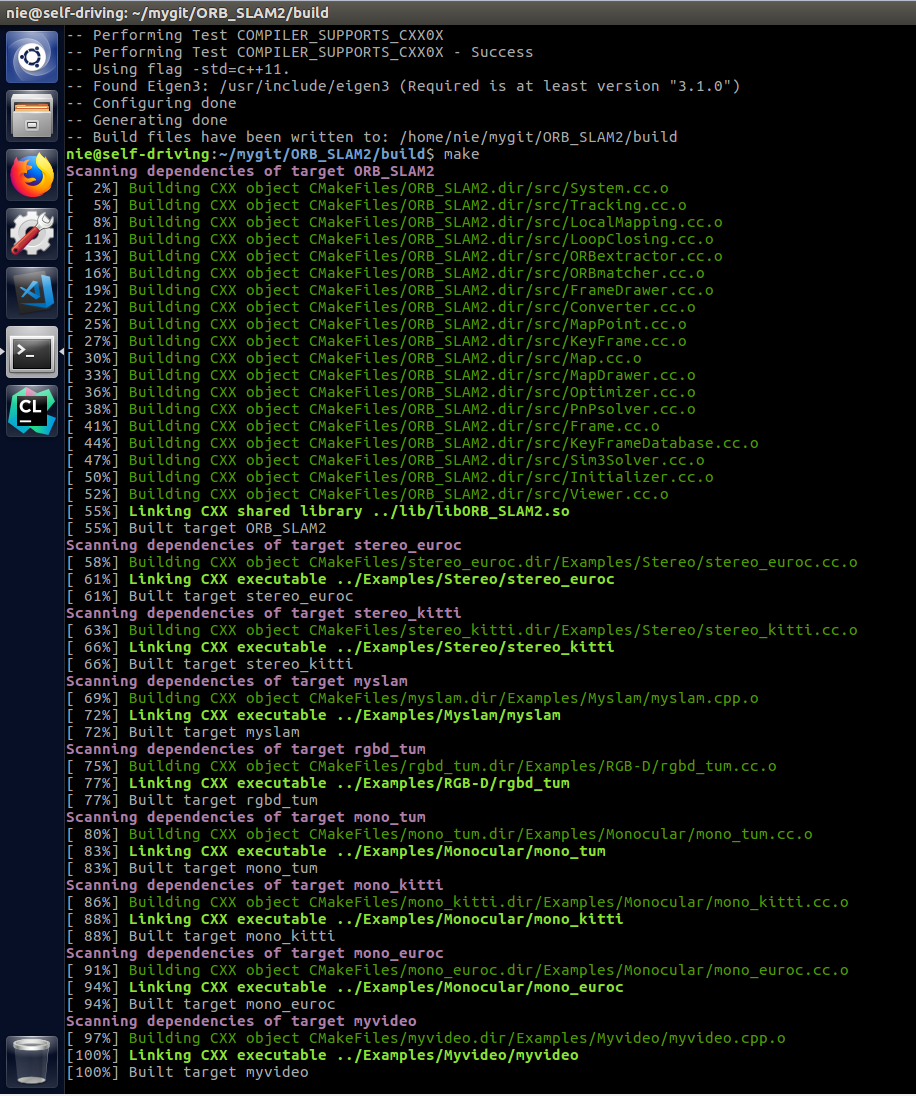 nie@self-driving: ~/mygit/ORB_SLAM2/build
-- Performing Test COMPILER_SUPPORTS_CXX0X
-- Performing Test COMPILER_SUPPORTS_CXX0X - Success
-- Using flag -std=c++11.
-- Found Eigen3: /usr/include/eigen3 (Required is at least version "3.1.0")
-- Configuring done
-- Generating done
-- Build files have been written to: /home/nie/mygit/ORB_SLAM2/build
nie@self-driving:~/mygit/ORB_SLAM2/build$ make
Scanning dependencies of target ORB_SLAM2
[  2%] Building CXX object CMakeFiles/ORB_SLAM2.dir/src/System.cc.o
[  5%] Building CXX object CMakeFiles/ORB_SLAM2.dir/src/Tracking.cc.o
[  8%] Building CXX object CMakeFiles/ORB_SLAM2.dir/src/LocalMapping.cc.o
[ 11%] Building CXX object CMakeFiles/ORB_SLAM2.dir/src/LoopClosing.cc.o
[ 13%] Building CXX object CMakeFiles/ORB_SLAM2.dir/src/ORBextractor.cc.o
[ 16%] Building CXX object CMakeFiles/ORB_SLAM2.dir/src/ORBmatcher.cc.o
[ 19%] Building CXX object CMakeFiles/ORB_SLAM2.dir/src/FrameDrawer.cc.o
[ 22%] Building CXX object CMakeFiles/ORB_SLAM2.dir/src/Converter.cc.o
[ 25%] Building CXX object CMakeFiles/ORB_SLAM2.dir/src/MapPoint.cc.o
[ 27%] Building CXX object CMakeFiles/ORB_SLAM2.dir/src/KeyFrame.cc.o
[ 30%] Building CXX object CMakeFiles/ORB_SLAM2.dir/src/Map.cc.o
[ 33%] Building CXX object CMakeFiles/ORB_SLAM2.dir/src/MapDrawer.cc.o
[ 36%] Building CXX object CMakeFiles/ORB_SLAM2.dir/src/Optimizer.cc.o
[ 38%] Building CXX object CMakeFiles/ORB_SLAM2.dir/src/PnPsolver.cc.o
[ 41%] Building CXX object CMakeFiles/ORB_SLAM2.dir/src/Frame.cc.o
[ 44%] Building CXX object CMakeFiles/ORB_SLAM2.dir/src/KeyFrameDatabase.cc.o
[ 47%] Building CXX object CMakeFiles/ORB_SLAM2.dir/src/Sim3Solver.cc.o
[ 50%] Building CXX object CMakeFiles/ORB_SLAM2.dir/src/Initializer.cc.o
[ 52%] Building CXX object CMakeFiles/ORB_SLAM2.dir/src/Viewer.cc.o
[ 55%] Linking CXX shared library ../lib/libORB_SLAM2.so
[ 55%] Built target ORB_SLAM2
Scanning dependencies of target stereo_euroc
[ 58%] Building CXX object CMakeFiles/stereo_euroc.dir/Examples/Stereo/stereo_euroc.cc.o
[ 61%] Linking CXX executable ../Examples/Stereo/stereo_euroc
[ 61%] Built target stereo_euroc
Scanning dependencies of target stereo_kitti
[ 63%] Building CXX object CMakeFiles/stereo_kitti.dir/Examples/Stereo/stereo_kitti.cc.o
[ 66%] Linking CXX executable ../Examples/Stereo/stereo_kitti
[ 66%] Built target stereo_kitti
Scanning dependencies of target myslam
[ 69%] Building CXX object CMakeFiles/myslam.dir/Examples/Myslam/myslam.cpp.o
[ 72%] Linking CXX executable ../Examples/Myslam/myslam
[ 72%] Built target myslam
Scanning dependencies of target rgbd_tum
[ 75%] Building CXX object CMakeFiles/rgbd_tum.dir/Examples/RGB-D/rgbd_tum.cc.o
[ 77%] Linking CXX executable ../Examples/RGB-D/rgbd_tum
[ 77%] Built target rgbd_tum
Scanning dependencies of target mono_tum
[ 80%] Building CXX object CMakeFiles/mono_tum.dir/Examples/Monocular/mono_tum.cc.o
[ 83%] Linking CXX executable ../Examples/Monocular/mono_tum
[ 83%] Built target mono_tum
Scanning dependencies of target mono_kitti
[ 86%] Building CXX object CMakeFiles/mono_kitti.dir/Examples/Monocular/mono_kitti.cc.o
[ 88%] Linking CXX executable ../Examples/Monocular/mono_kitti
[ 88%] Built target mono_kitti
Scanning dependencies of target mono_euroc
[ 91%] Building CXX object CMakeFiles/mono_euroc.dir/Examples/Monocular/mono_euroc.cc.o
[ 94%] Linking CXX executable ../Examples/Monocular/mono_euroc
[ 94%] Built target mono_euroc
Scanning dependencies of target myvideo
[ 97%] Building CXX object CMakeFiles/myvideo.dir/Examples/Myvideo/myvideo.cpp.o
[100%] Linking CXX executable ../Examples/Myvideo/myvideo
[100%] Built target myvideo
>_
CL